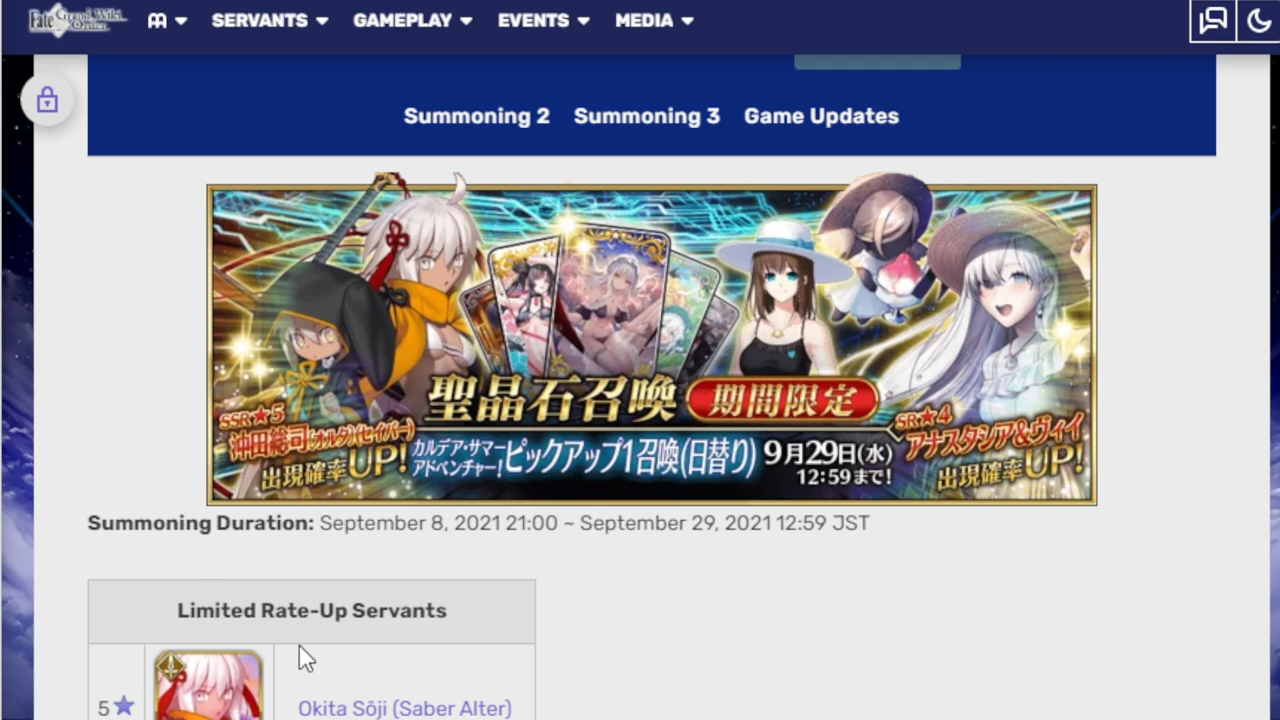 Fate Grand Wiki
Order
SERVANTS
GAMEPLAY
EVENTS
MEDIA
Summoning 2 Summoning 3 Game Updates
聖晶石召喚 期間限定
SSR★5
沖田総司〔オルタ〕(セイバー)
出現確率UP!
カルデア・サマー
アドベンチャー!
ピックアップ1召喚(日替り)
9月29日(水)
12:59まで!
SR★4
アナスタシア&ヴィイ
出現確率UP!
Summoning Duration: September 8, 2021 21:00 ~ September 29, 2021 12:59 JST
Limited Rate-Up Servants
5★
Okita Sōji (Saber Alter)